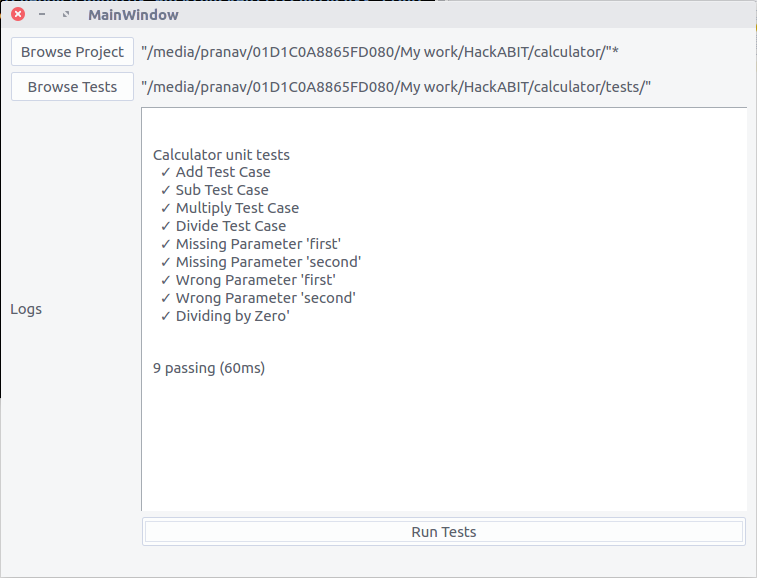 MainWindow
Browse Project "/media/pranav/01D1C0A8865FD080/My work/HackABIT/calculator/"*
Browse Tests "/media/pranav/01D1C0A8865FD080/My work/HackABIT/calculator/tests/"
Calculator unit tests
✓ Add Test Case
✓ Sub Test Case
✓ Multiply Test Case
✓ Divide Test Case
✓ Missing Parameter 'first'
✓ Missing Parameter 'second'
✓ Wrong Parameter 'first'
✓ Wrong Parameter 'second'
✓ Dividing by Zero'
Logs
9 passing (60ms)
Run Tests